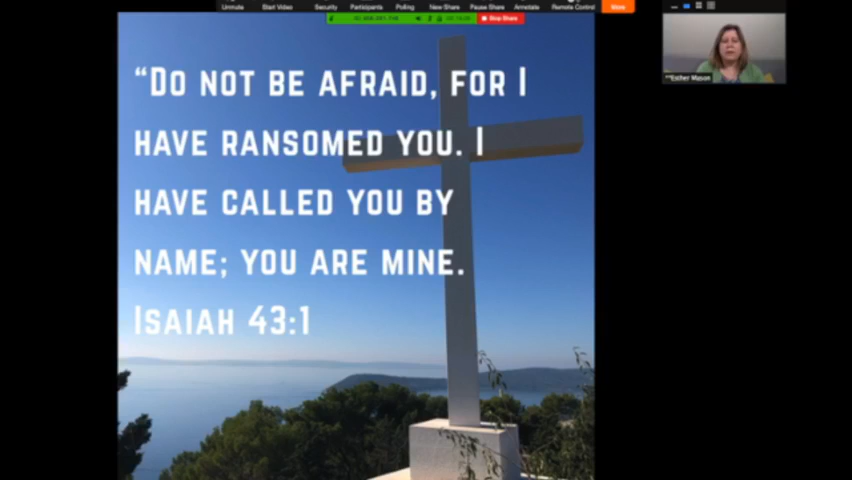 Unmute Start Video Security Participants Polling New Share Pause Share Annotate Remote Control More
Stop Share
**Esther Mason
“Do not be afraid, for I
have ransomed you. I
have called you by
name; you are mine.
Isaiah 43:1